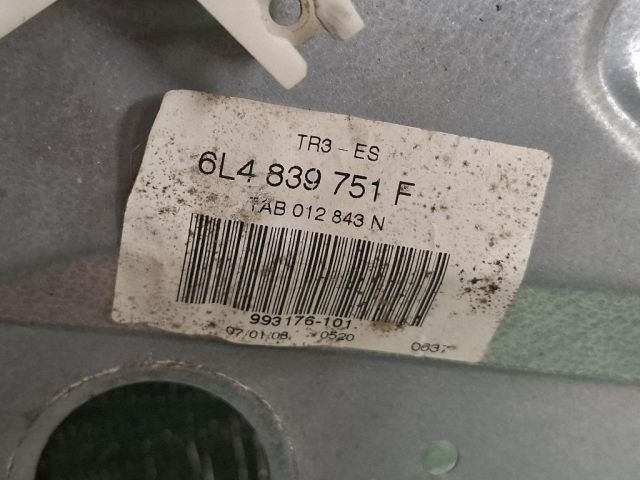 TR3 - ES
6L4 839 751 F
TAB 012 843 N
993176-101
07.01.08 0520 0637